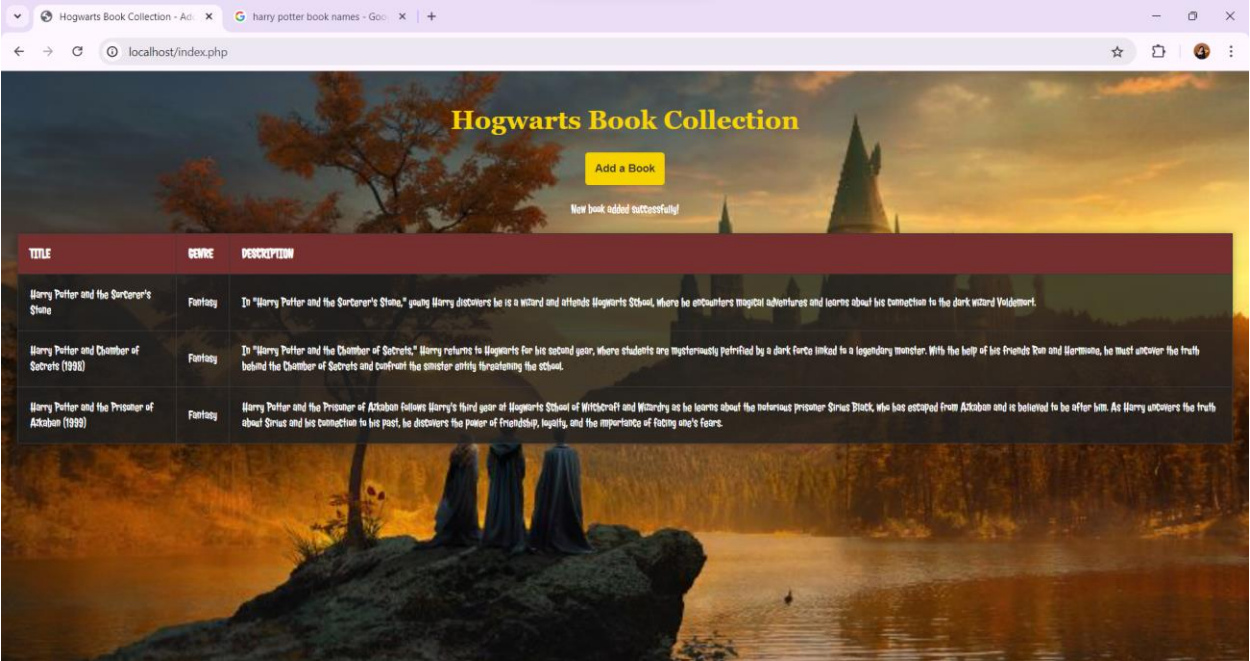 Hogwarts Book Collection - Ad
harry potter book names - Goo
localhost/index.php
Hogwarts Book Collection
Add a Book
New book added successfully!
TITLE GENRE DESCRIPTION
Harry Potter and the Sorcerer's
Stone
Fantasy
In "Harry Potter and the Sorcerer's Stone," young Harry discovers he is a wizard and attends Hogwarts School, where he encounters magical adventures and learns about his connection to the dark wizard Voldemort.
Harry Potter and Chamber of
Secrets (1998)
Fantasy
In "Harry Potter and the Chamber of Secrets," Harry returns to Hogwarts for his second year, where students are mysteriously petrified by a dark force linked to a legendary monster. With the help of his friends Ron and Hermione, he must uncover the truth
behind the Chamber of Secrets and confront the sinister entity threatening the school.
Harry Potter and the Prisoner of
Azkaban (1999)
Fantasy
Harry Potter and the Prisoner of Azkaban follows Harry's third year at Hogwarts School of Witchcraft and Wizardry as he learns about the notorious prisoner Sirius Black, who has escaped from Azkaban and is believed to be after him. As Harry uncovers the truth
about Sirius and his connection to his past, he discovers the power of friendship, loyalty, and the importance of facing one's fears.